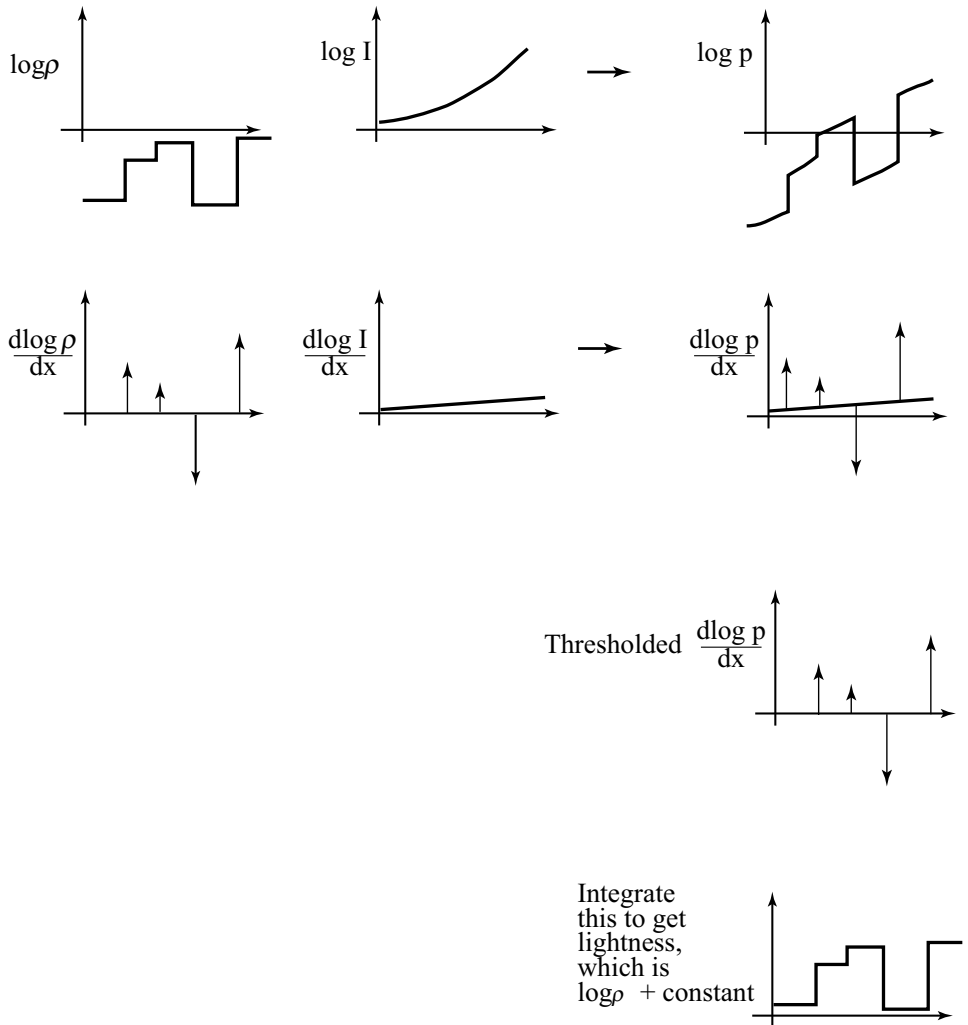 logρ
log I
log p
dlog ρ
dx
dlog I
dx
dlog p
dx
Thresholded dlog p
dx
Integrate
this to get
lightness,
which is
logρ + constant